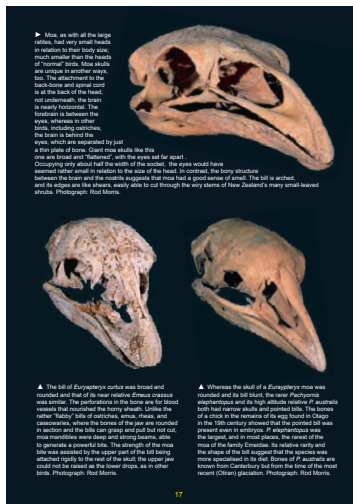 ► Moa, as with all the large
ratites, had very small heads
in relation to their body size;
much smaller than the heads
of “normal” birds. Moa skulls
are unique in another ways,
too. The attachment to the
back-bone and spinal cord
is at the back of the head,
not underneath, the brain
is nearly horizontal. The
forebrain is between the
eyes, whereas in other
birds, including ostriches,
the brain is behind the
eyes, which are separated by just
a thin plate of bone. Giant moa skulls like this
one are broad and “flattened”, with the eyes set far apart .
Occupying only about half the width of the socket, the eyes would have
seemed rather small in relation to the size of the head. In contrast, the bony structure
between the brain and the nostrils suggests that moa had a good sense of smell. The bill is arched,
and its edges are like shears, easily able to cut through the wiry stems of New Zealand’s many small-leaved
shrubs. Photograph: Rod Morris.
▲ The bill of Euryapteryx curtus was broad and
rounded and that of its near relative Emeus crassus
was similar. The perforations in the bone are for blood
vessels that nourished the horny sheath. Unlike the
rather “flabby” bills of ostriches, emus, rheas, and
cassowaries, where the bones of the jaw are rounded
in section and the bills can grasp and pull but not cut,
moa mandibles were deep and strong beams, able
to generate a powerful bite. The strength of the moa
bite was assisted by the upper part of the bill being
attached rigidly to the rest of the skull; the upper jaw
could not be raised as the lower drops, as in other
birds. Photograph: Rod Morris.
▲ Whereas the skull of a Euraypteryx moa was
rounded and its bill blunt, the rarer Pachyornis
elephantopus and its high altitude relative P. australis
both had narrow skulls and pointed bills. The bones
of a chick in the remains of its egg found in Otago
in the 19th century showed that the pointed bill was
present even in embryos. P. elephantopus was
the largest, and in most places, the rarest of the
moa of the family Emeidae. Its relative rarity and
the shape of the bill suggest that the species was
more specialised in its diet. Bones of P. australis are
known from Canterbury but from the time of the most
recent (Otiran) glaciation. Photograph: Rod Morris.
17